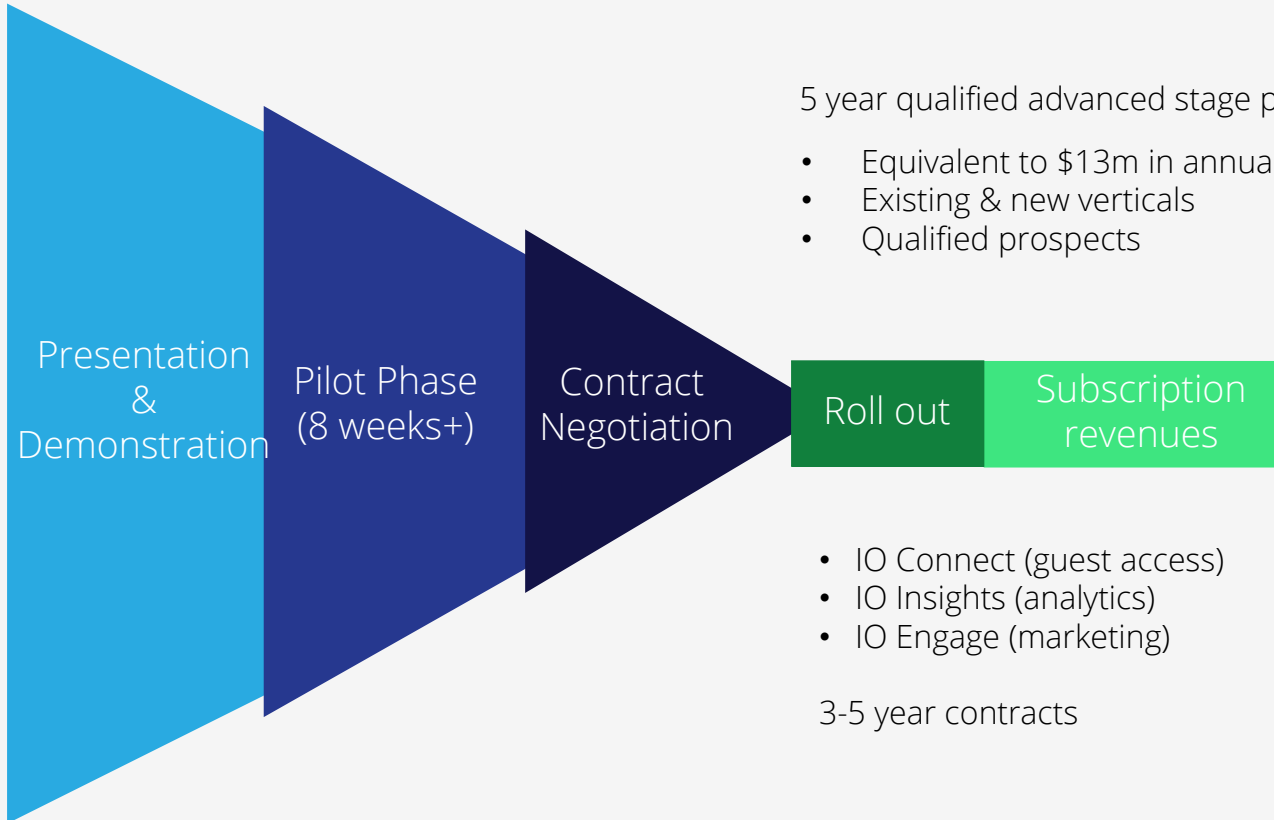 5 year qualified advanced stage
• Equivalent to $13m in annua
• Existing & new verticals
• Qualified prospects
Presentation
&
Demonstration
Pilot Phase
(8 weeks+)
Contract
Negotiation
Roll out
Subscription
revenues
• IO Connect (guest access)
• IO Insights (analytics)
• IO Engage (marketing)
3-5 year contracts